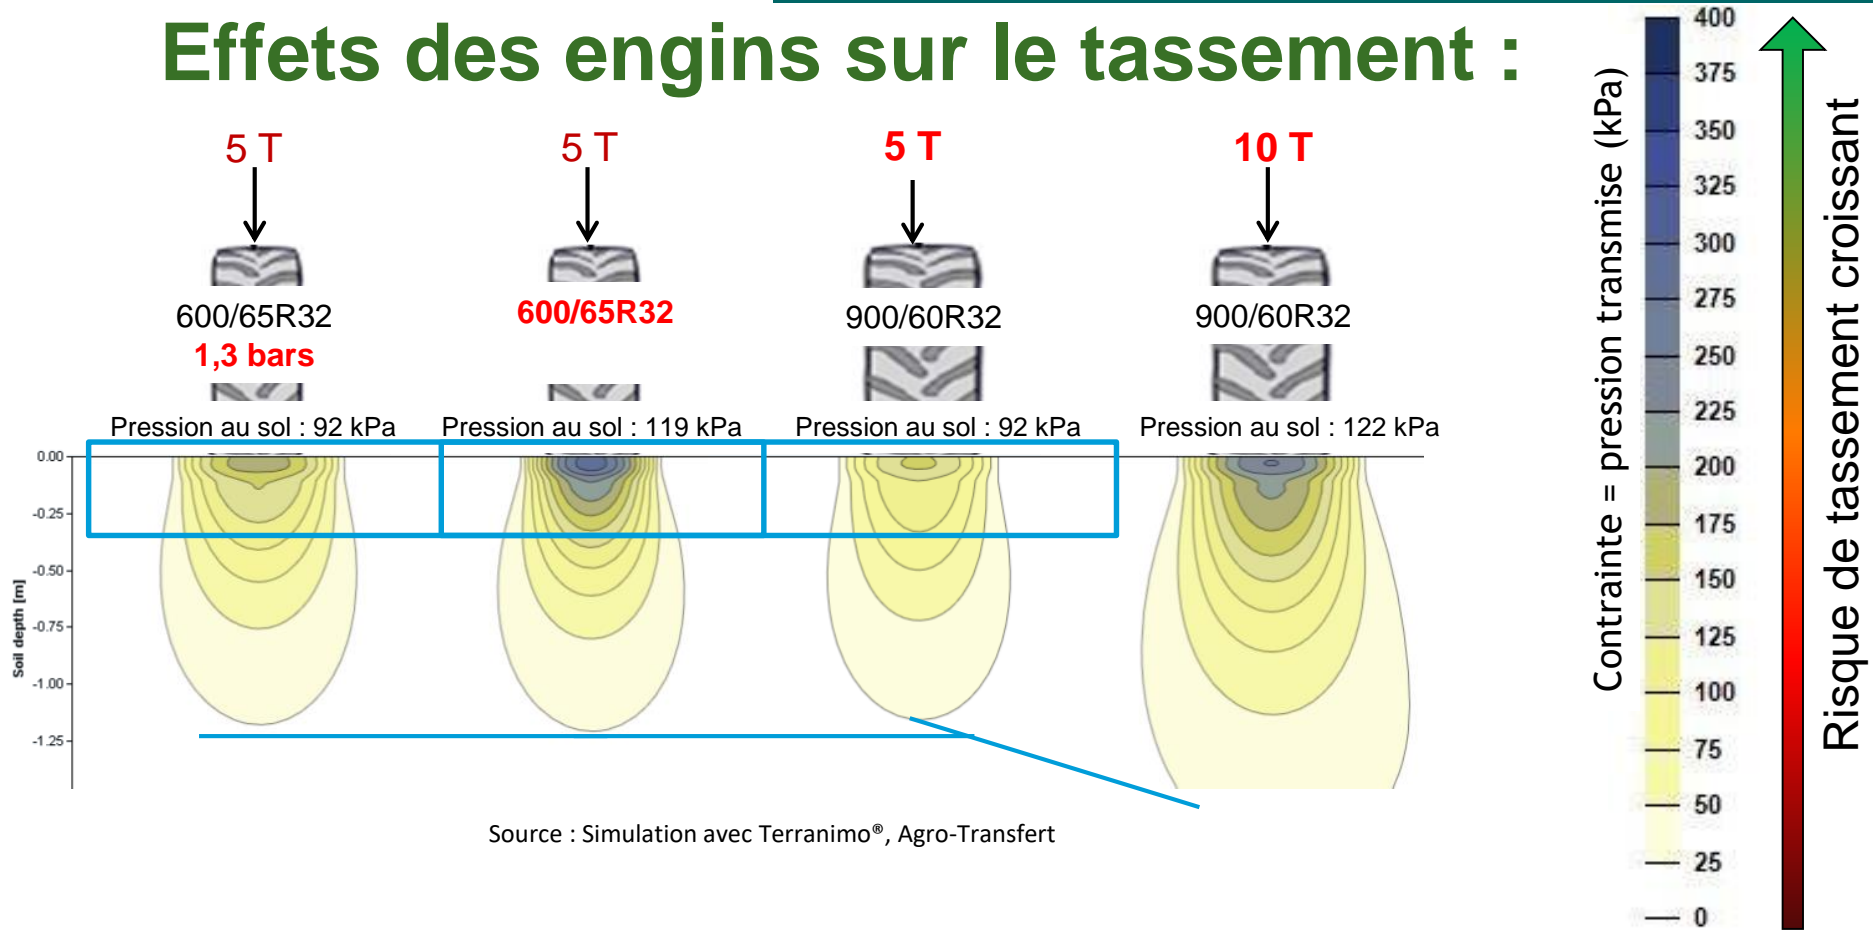 Effets des engins sur le tassement :
5 T
5 T
5 T
10 T
600/65R32
1,3 bars
600/65R32
900/60R32
900/60R32
Pression au sol : 92 kPa
Pression au sol : 119 kPa
Pression au sol : 92 kPa
Pression au sol : 122 kPa
Soil depth [m]
0.00
-0.25
-0.50
-0.75
-1.00
-1.25
Source : Simulation avec Terranimo®, Agro-Transfert
Contrainte = pression transmise (kPa)
400
375
350
325
300
275
250
225
200
175
150
125
100
75
50
25
0
Risque de tassement croissant